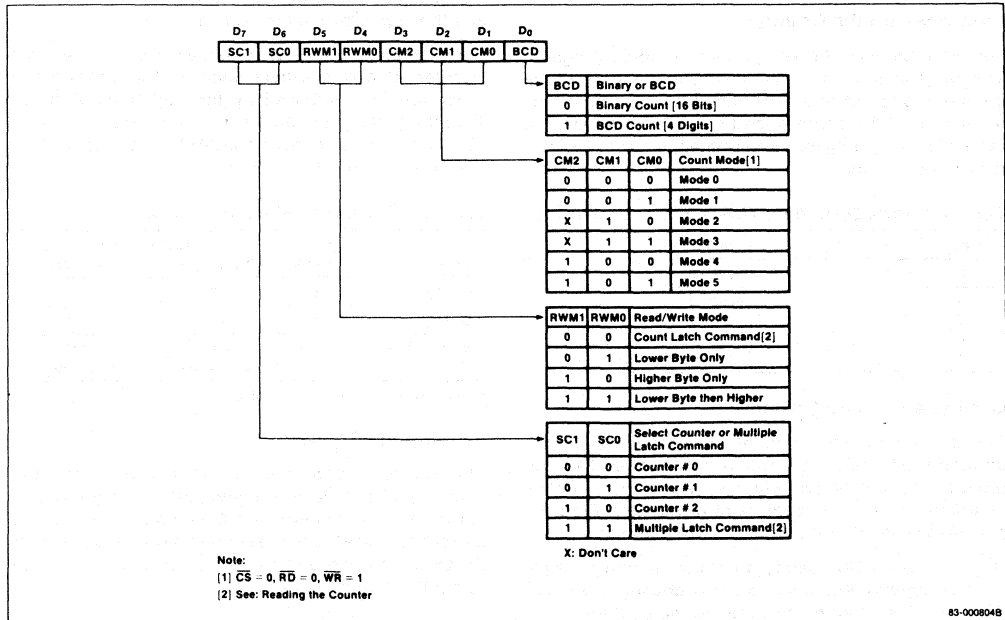 D7 D6 D5 D4 D3 D2 D1 D0
SC1 SC0 RWM1 RWM0 CM2 CM1 CM0 BCD
BCD Binary or BCD
0 Binary Count [16 Bits]
1 BCD Count [4 Digits]
CM2 CM1 CM0 Count Mode[1]
0 0 0 Mode 0
0 0 1 Mode 1
X 1 0 Mode 2
X 1 1 Mode 3
1 0 0 Mode 4
1 0 1 Mode 5
RWM1 RWM0 Read/Write Mode
0 0 Count Latch Command[2]
0 1 Lower Byte Only
1 0 Higher Byte Only
1 1 Lower Byte then Higher
SC1 SC0 Select Counter or Multiple
Latch Command
0 0 Counter # 0
0 1 Counter # 1
1 0 Counter # 2
1 1 Multiple Latch Command[2]
X: Don't Care
Note:
[1] C̅S̅ = 0, R̅D̅ = 0, W̅R̅ = 1
[2] See: Reading the Counter
83-000804B